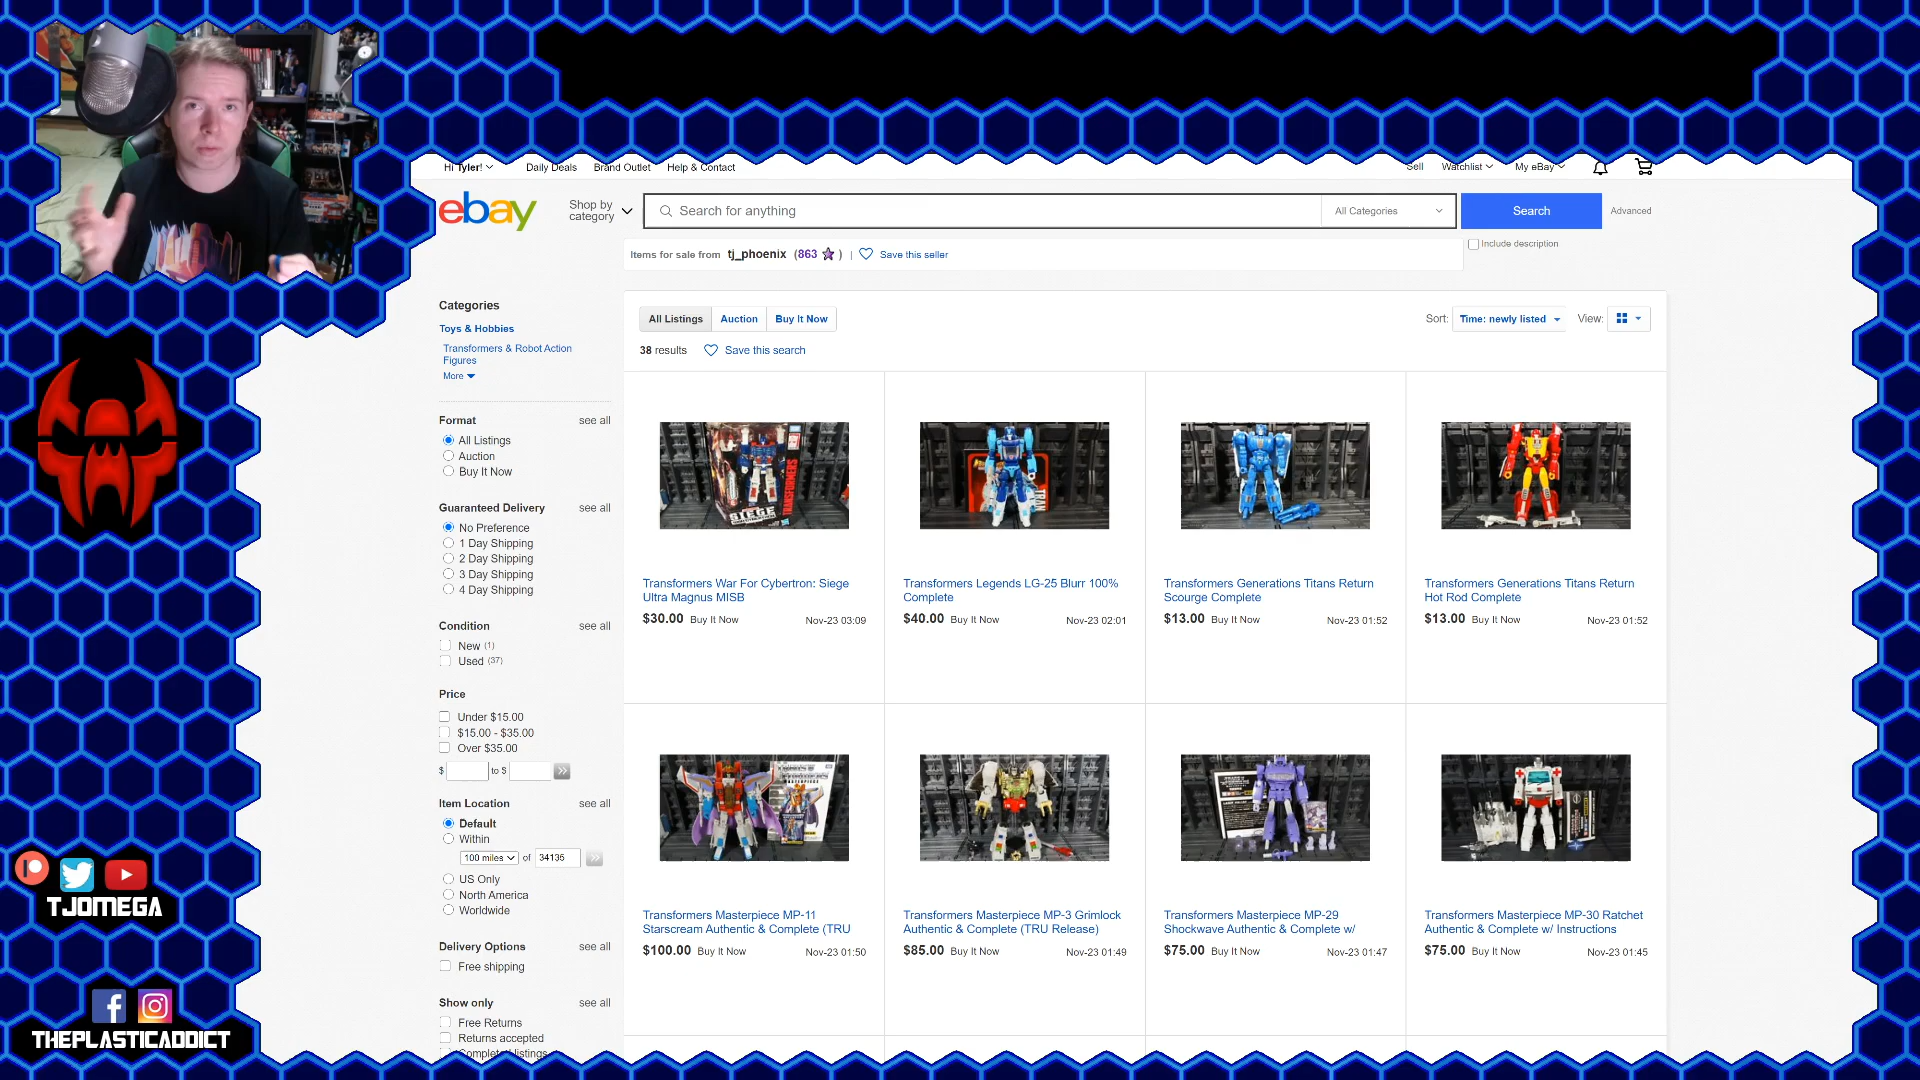 Hi Tyler!
Daily Deals
Brand Outlet
Help & Contact
Sell
Watchlist
My eBay
ebay
Shop by
category
Search for anything
All Categories
Search
Advanced
Items for sale from tj_phoenix (863 ) | Save this seller
Include description
Categories
Toys & Hobbies
Transformers & Robot Action
Figures
More
Format see all
All Listings
Auction
Buy It Now
Guaranteed Delivery see all
No Preference
1 Day Shipping
2 Day Shipping
3 Day Shipping
4 Day Shipping
Condition see all
New (1)
Used (37)
Price
Under $15.00
$15.00 - $35.00
Over $35.00
$ to $
Item Location see all
Default
Within
100 miles of 34135
US Only
North America
Worldwide
Delivery Options see all
Free shipping
Show only see all
Free Returns
Returns accepted
Completed listings
All Listings
Auction
Buy It Now
Sort: Time: newly listed
View:
38 results
Save this search
SIEGE
TRANSFORMERS
Transformers War For Cybertron: Siege
Ultra Magnus MISB
$30.00 Buy It Now Nov-23 03:09
Transformers Legends LG-25 Blurr 100%
Complete
$40.00 Buy It Now Nov-23 02:01
Transformers Generations Titans Return
Scourge Complete
$13.00 Buy It Now Nov-23 01:52
Transformers Generations Titans Return
Hot Rod Complete
$13.00 Buy It Now Nov-23 01:52
Transformers Masterpiece MP-11
Starscream Authentic & Complete (TRU
$100.00 Buy It Now Nov-23 01:50
Transformers Masterpiece MP-3 Grimlock
Authentic & Complete (TRU Release)
$85.00 Buy It Now Nov-23 01:49
Transformers Masterpiece MP-29
Shockwave Authentic & Complete w/
$75.00 Buy It Now Nov-23 01:47
Transformers Masterpiece MP-30 Ratchet
Authentic & Complete w/ Instructions
$75.00 Buy It Now Nov-23 01:45
TJOMEGA
THEPLASTICADDICT